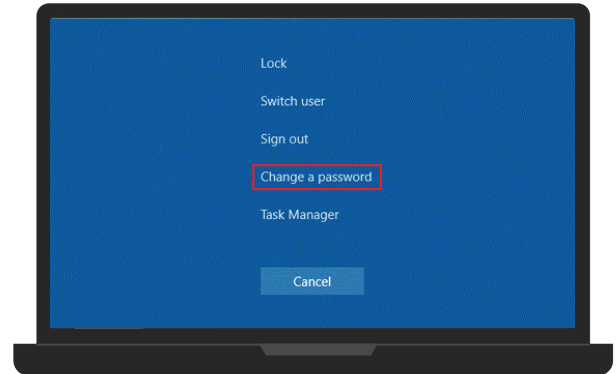 Lock
Switch user
Sign out
Change a password
Task Manager
Cancel